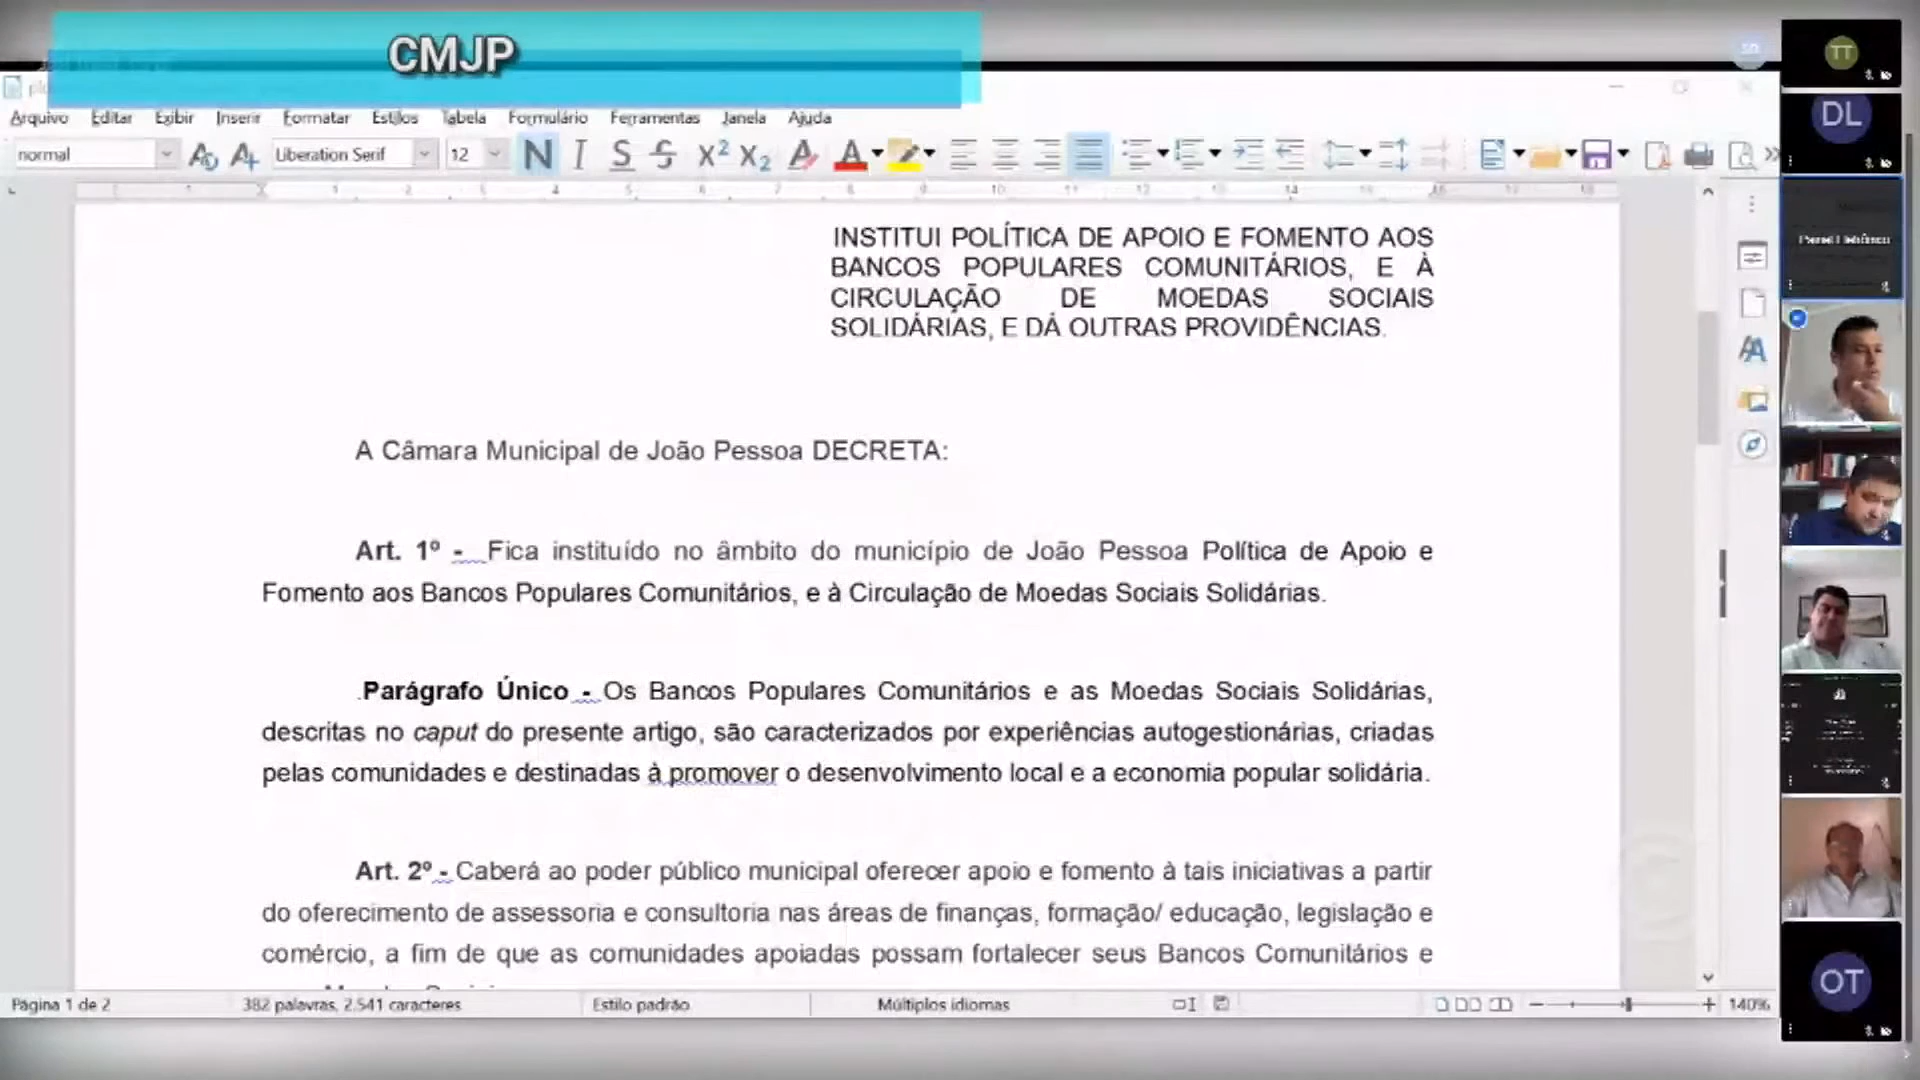 CMJP
Arquivo Editar Exibir Inserir Formatar Estilos Tabela Formulário Ferramentas Janela Ajuda
normal Liberation Serif 12
INSTITUI POLÍTICA DE APOIO E FOMENTO AOS
BANCOS POPULARES COMUNITÁRIOS, E À
CIRCULAÇÃO DE MOEDAS SOCIAIS
SOLIDÁRIAS, E DÁ OUTRAS PROVIDÊNCIAS.
A Câmara Municipal de João Pessoa DECRETA:
Art. 1º - Fica instituído no âmbito do município de João Pessoa Política de Apoio e
Fomento aos Bancos Populares Comunitários, e à Circulação de Moedas Sociais Solidárias.
.Parágrafo Único - Os Bancos Populares Comunitários e as Moedas Sociais Solidárias,
descritas no caput do presente artigo, são caracterizados por experiências autogestionárias, criadas
pelas comunidades e destinadas à promover o desenvolvimento local e a economia popular solidária.
Art. 2º - Caberá ao poder público municipal oferecer apoio e fomento à tais iniciativas a partir
do oferecimento de assessoria e consultoria nas áreas de finanças, formação/ educação, legislação e
comércio, a fim de que as comunidades apoiadas possam fortalecer seus Bancos Comunitários e
Página 1 de 2 382 palavras, 2.541 caracteres Estilo padrão Múltiplos idiomas 140%
TT
DL
Painel Eletrônico
OT